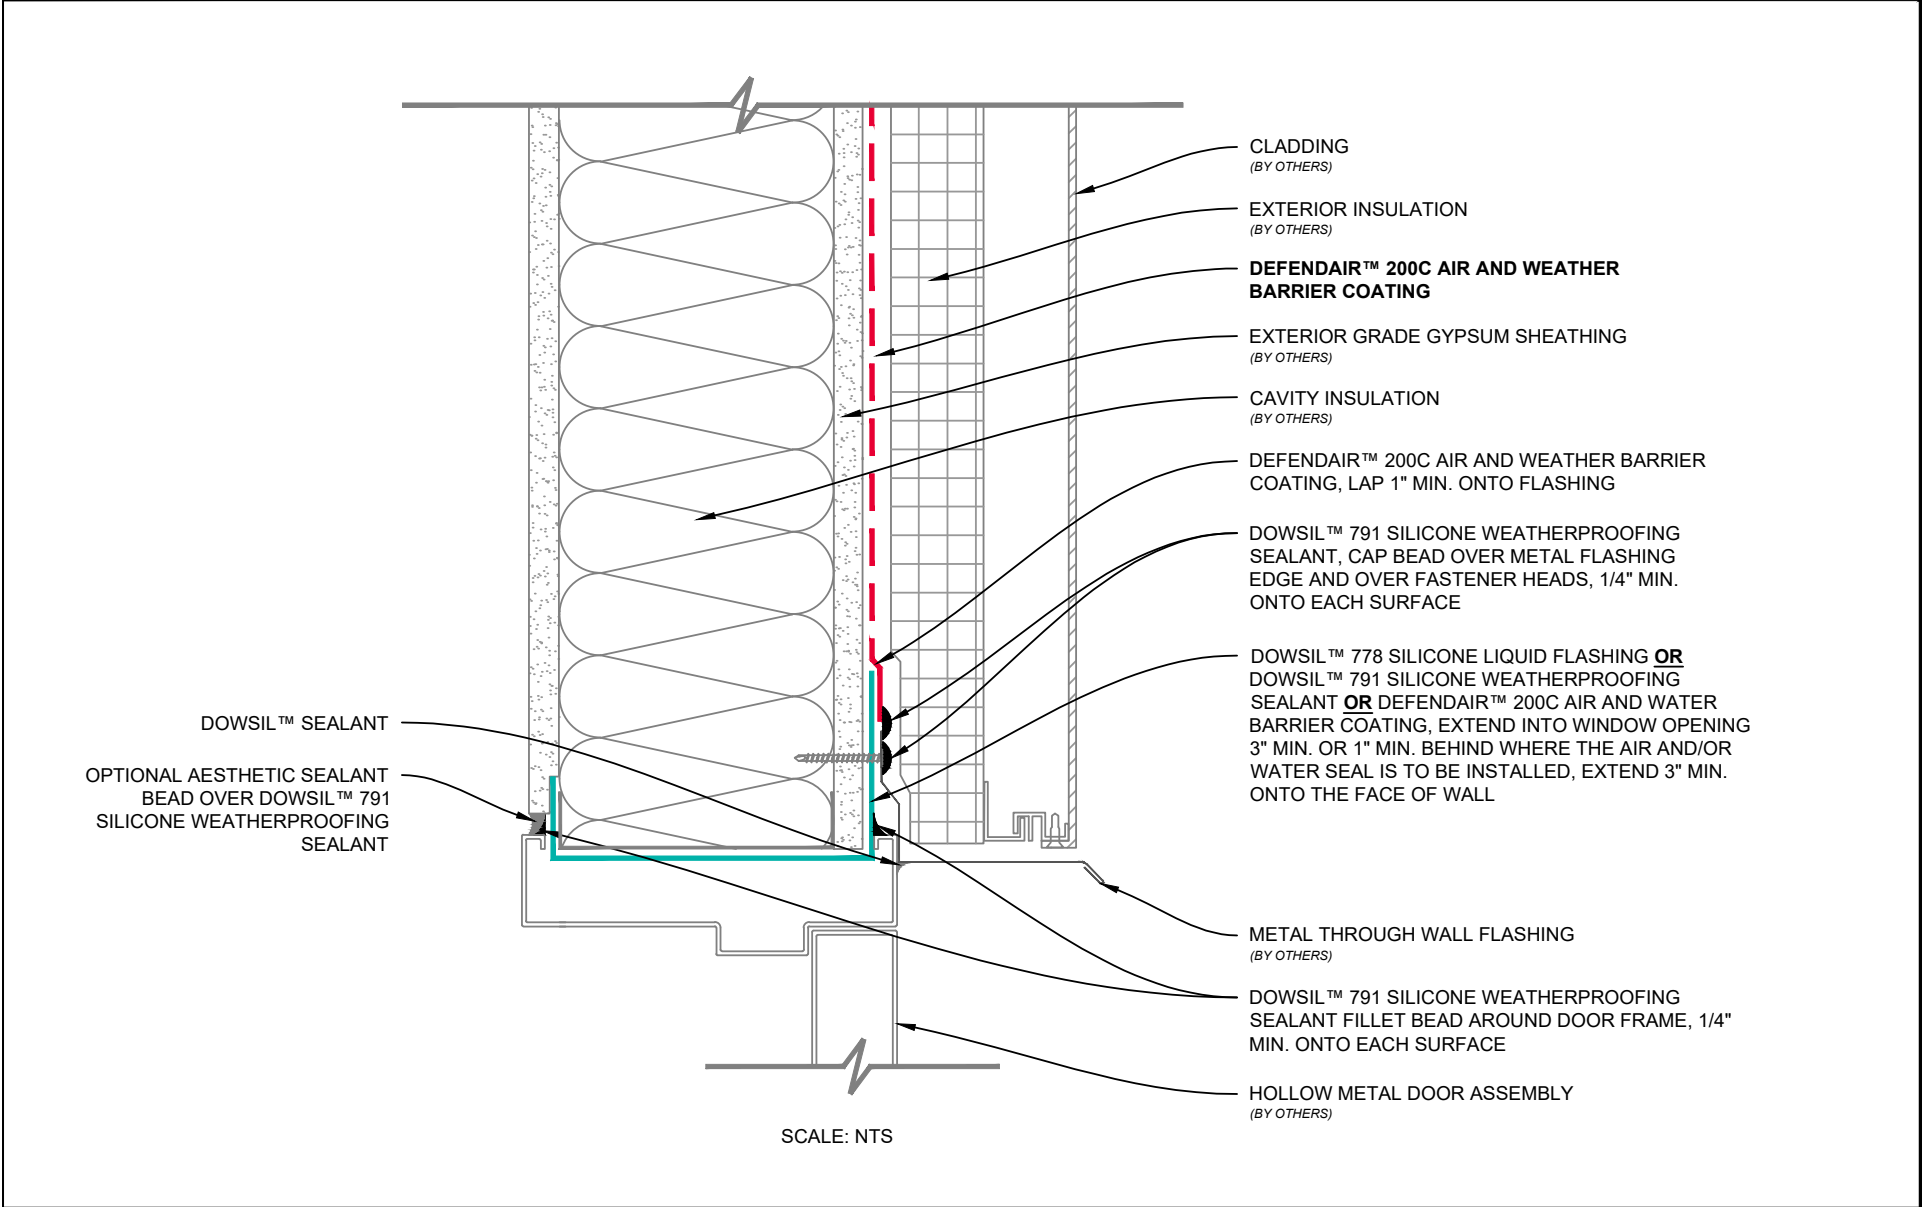 CLADDING
(BY OTHERS)
EXTERIOR INSULATION
(BY OTHERS)
DEFENDAIR™ 200C AIR AND WEATHER
BARRIER COATING
EXTERIOR GRADE GYPSUM SHEATHING
(BY OTHERS)
CAVITY INSULATION
(BY OTHERS)
DEFENDAIR™ 200C AIR AND WEATHER BARRIER
COATING, LAP 1" MIN. ONTO FLASHING
DOWSIL™ 791 SILICONE WEATHERPROOFING
SEALANT, CAP BEAD OVER METAL FLASHING
EDGE AND OVER FASTENER HEADS, 1/4" MIN.
ONTO EACH SURFACE
DOWSIL™ 778 SILICONE LIQUID FLASHING OR
DOWSIL™ 791 SILICONE WEATHERPROOFING
SEALANT OR DEFENDAIR™ 200C AIR AND WATER
BARRIER COATING, EXTEND INTO WINDOW OPENING
3" MIN. OR 1" MIN. BEHIND WHERE THE AIR AND/OR
WATER SEAL IS TO BE INSTALLED, EXTEND 3" MIN.
ONTO THE FACE OF WALL
DOWSIL™ SEALANT
OPTIONAL AESTHETIC SEALANT
BEAD OVER DOWSIL™ 791
SILICONE WEATHERPROOFING
SEALANT
METAL THROUGH WALL FLASHING
(BY OTHERS)
DOWSIL™ 791 SILICONE WEATHERPROOFING
SEALANT FILLET BEAD AROUND DOOR FRAME, 1/4"
MIN. ONTO EACH SURFACE
HOLLOW METAL DOOR ASSEMBLY
(BY OTHERS)
SCALE: NTS